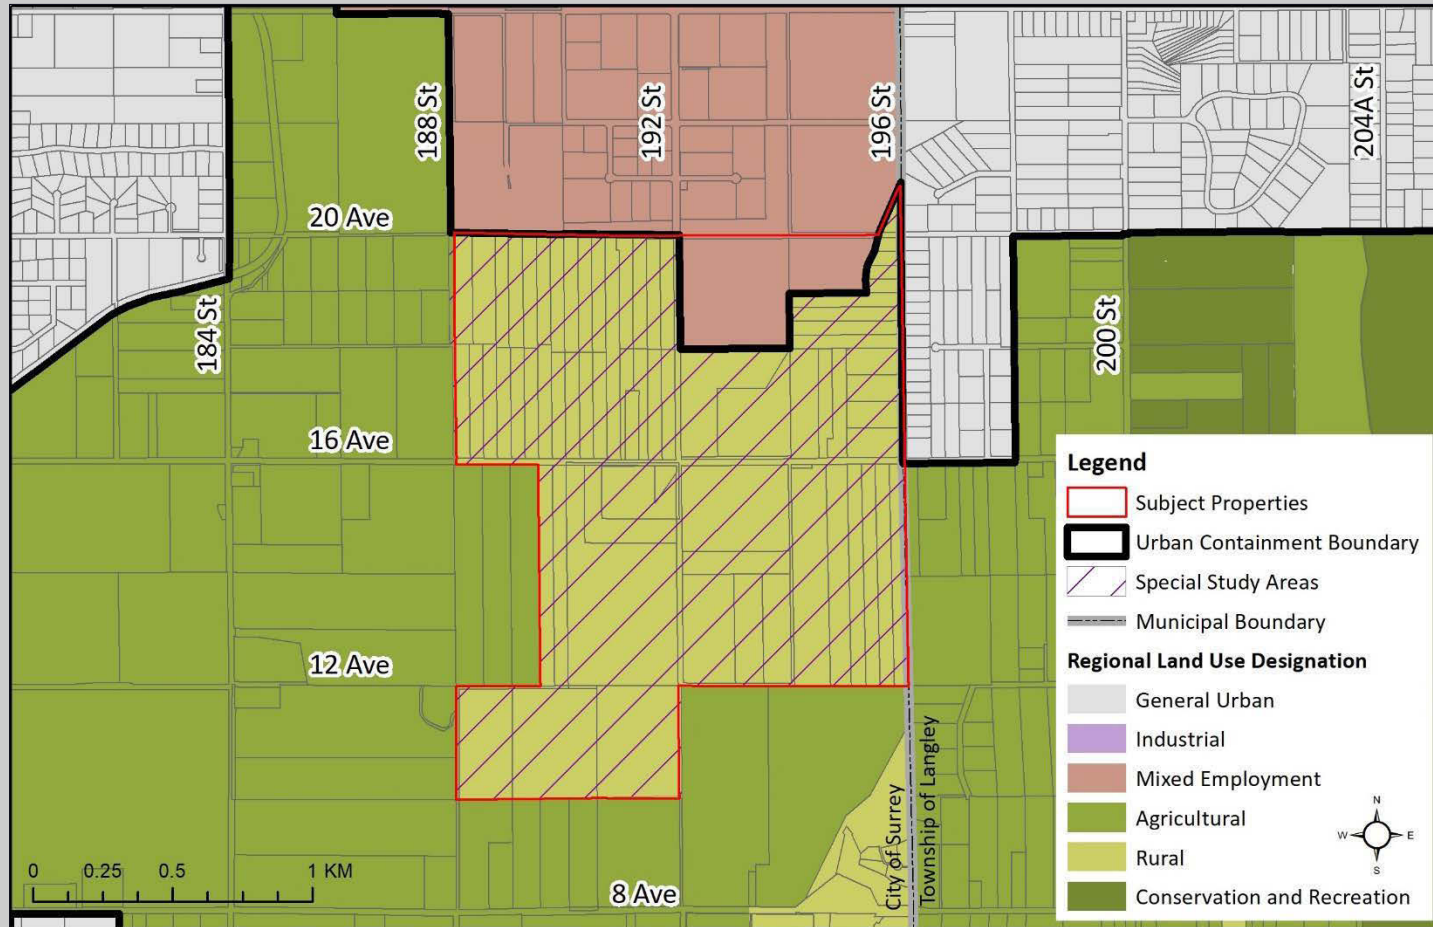 188 St
192 St
196 St
204A St
20 Ave
184 St
200 St
16 Ave
12 Ave
8 Ave
City of Surrey
Township of Langley
0 0.25 0.5 1 KM
Legend
Subject Properties
Urban Containment Boundary
Special Study Areas
Municipal Boundary
Regional Land Use Designation
General Urban
Industrial
Mixed Employment
Agricultural
Rural
Conservation and Recreation
N
W E
S